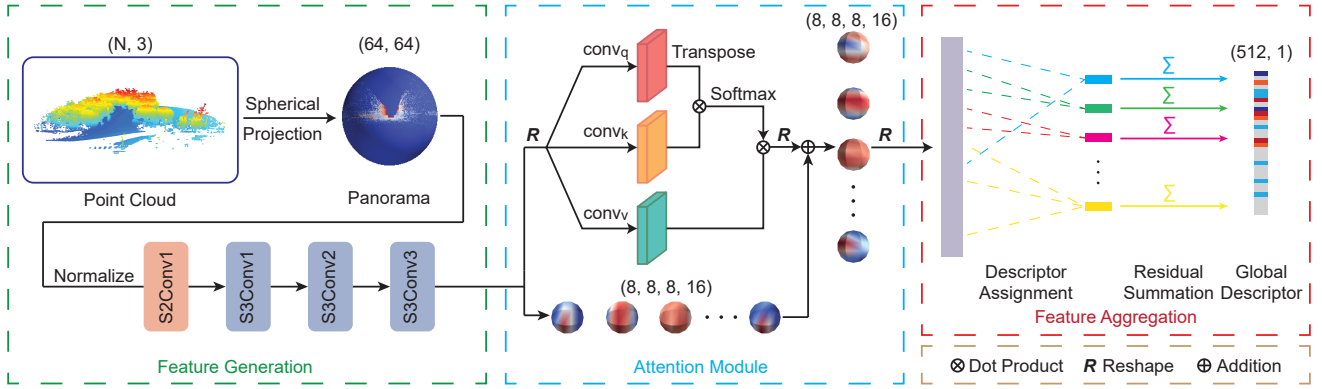 (N, 3)
(64, 64)
Spherical
Projection
Point Cloud
Panorama
Normalize
S2Conv1
S3Conv1
S3Conv2
S3Conv3
Feature Generation
(8, 8, 8, 16)
conv_q
Transpose
Softmax
R
conv_k
R
R
conv_v
(8, 8, 8, 16)
Attention Module
(512, 1)
Σ
Σ
Σ
Σ
Descriptor
Assignment
Residual
Summation
Global
Descriptor
Feature Aggregation
⊗ Dot Product
R Reshape
⊕ Addition